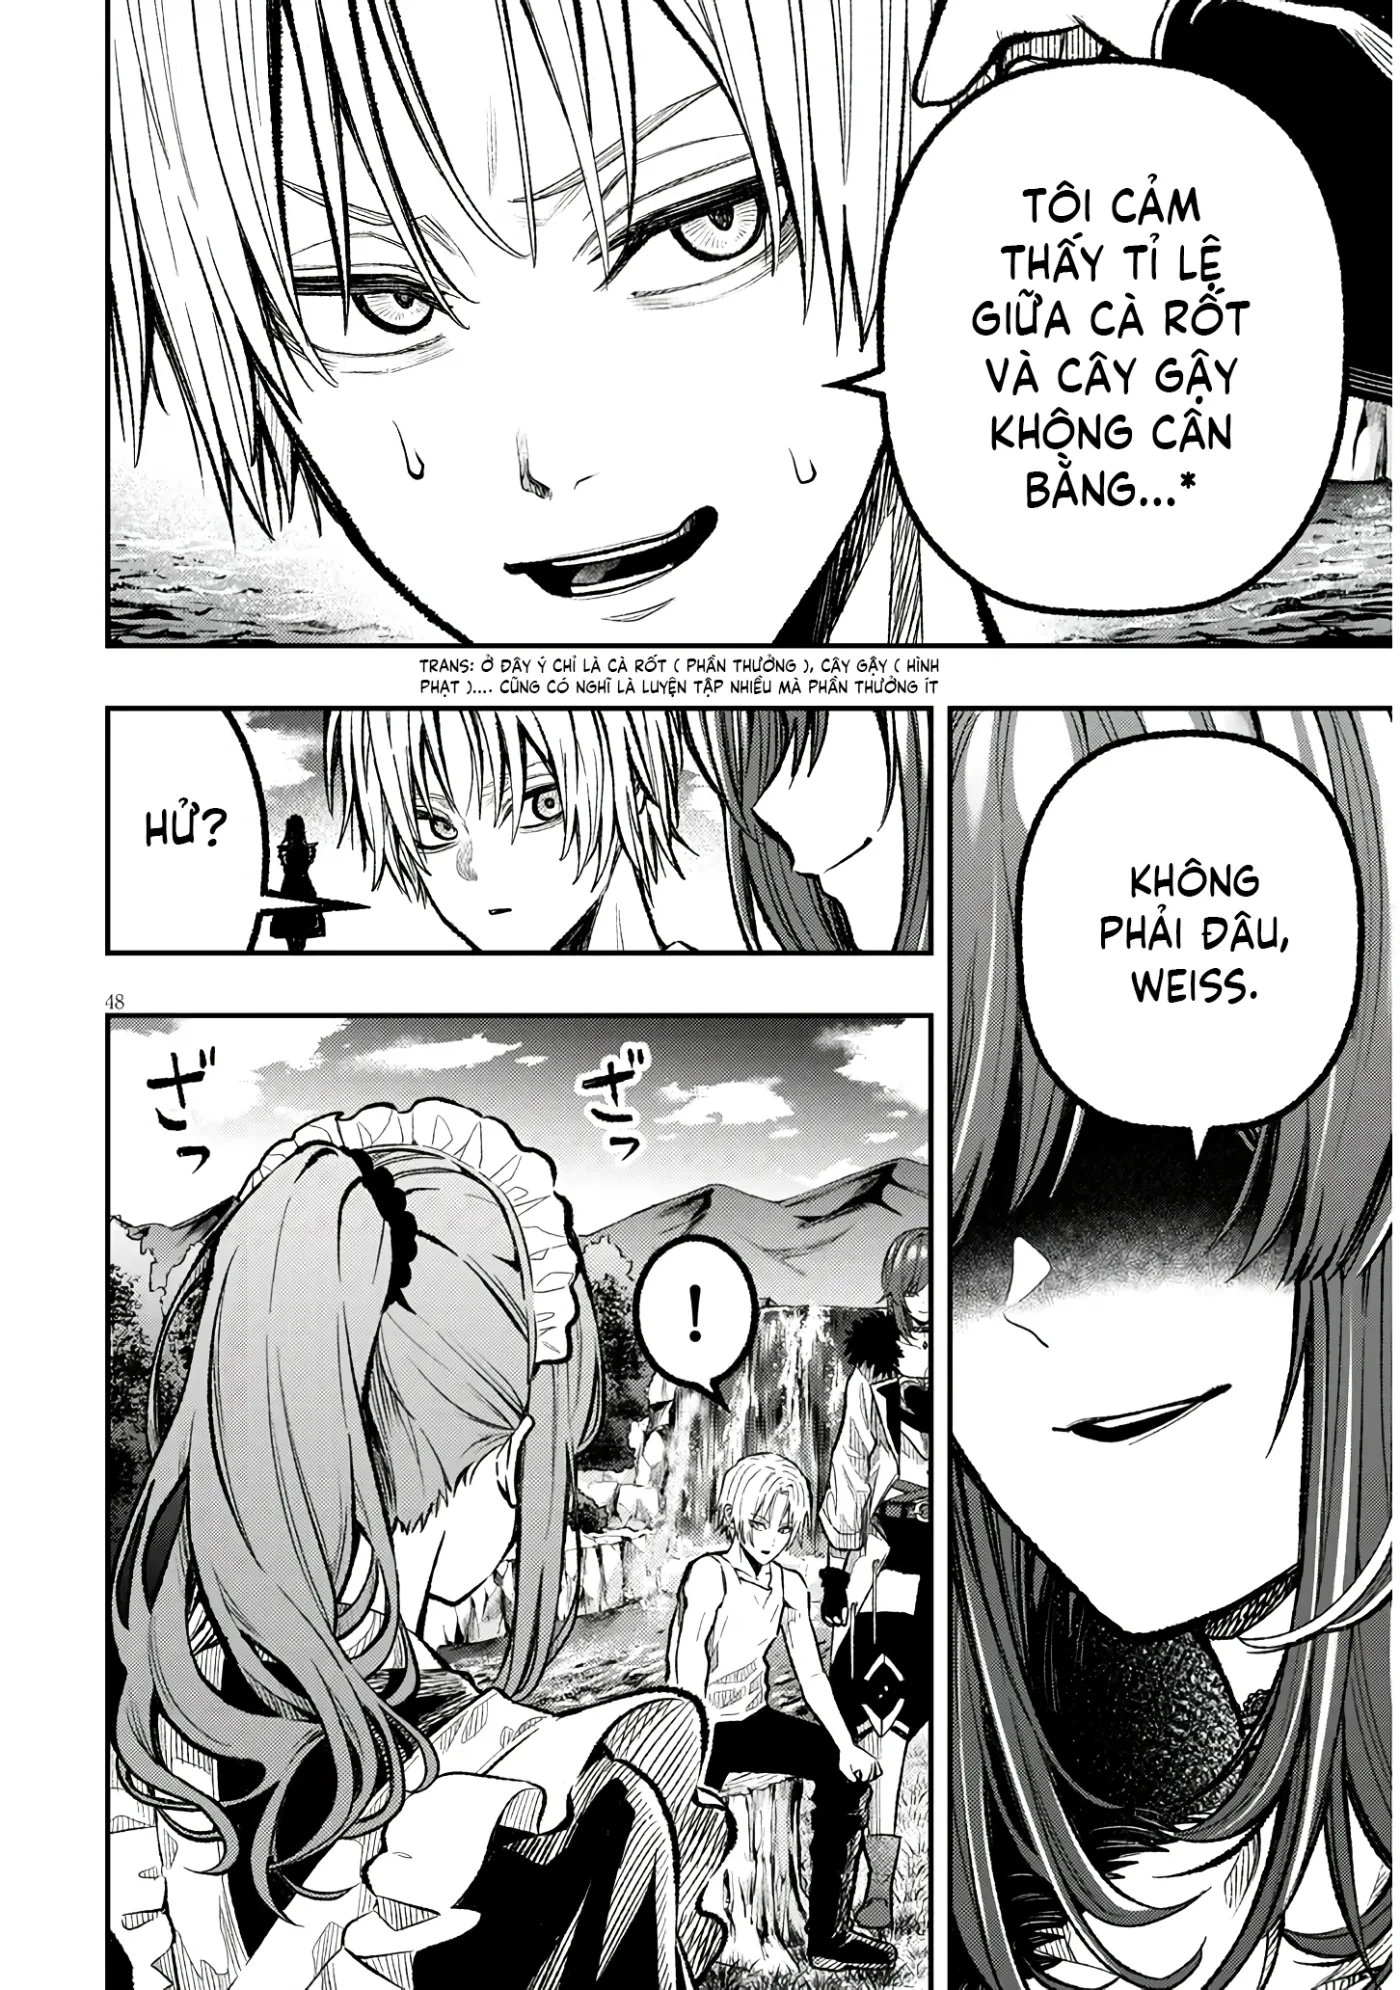 TÔI CẢM
THẤY TỈ LỆ
GIỮA CÀ RỐT
VÀ CÂY GẬY
KHÔNG CÂN
BẰNG...*
TRANS: Ở ĐÂY Ý CHỈ LÀ CÀ RỐT ( PHẦN THƯỞNG ), CÂY GẬY ( HÌNH
PHẠT ).... CŨNG CÓ NGHĨ LÀ LUYỆN TẬP NHIỀU MÀ PHẦN THƯỞNG ÍT
KHÔNG
PHẢI ĐÂU,
WEISS.
HỬ?
48
ざっ
ざっ
!